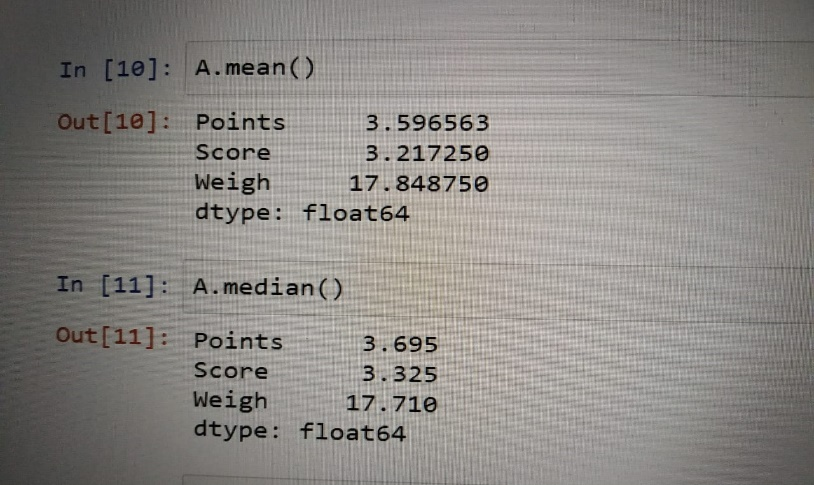 In [10]: A.mean()
Out[10]: Points 3.596563
Score 3.217250
Weigh 17.848750
dtype: float64
In [11]: A.median()
Out[11]: Points 3.695
Score 3.325
Weigh 17.710
dtype: float64